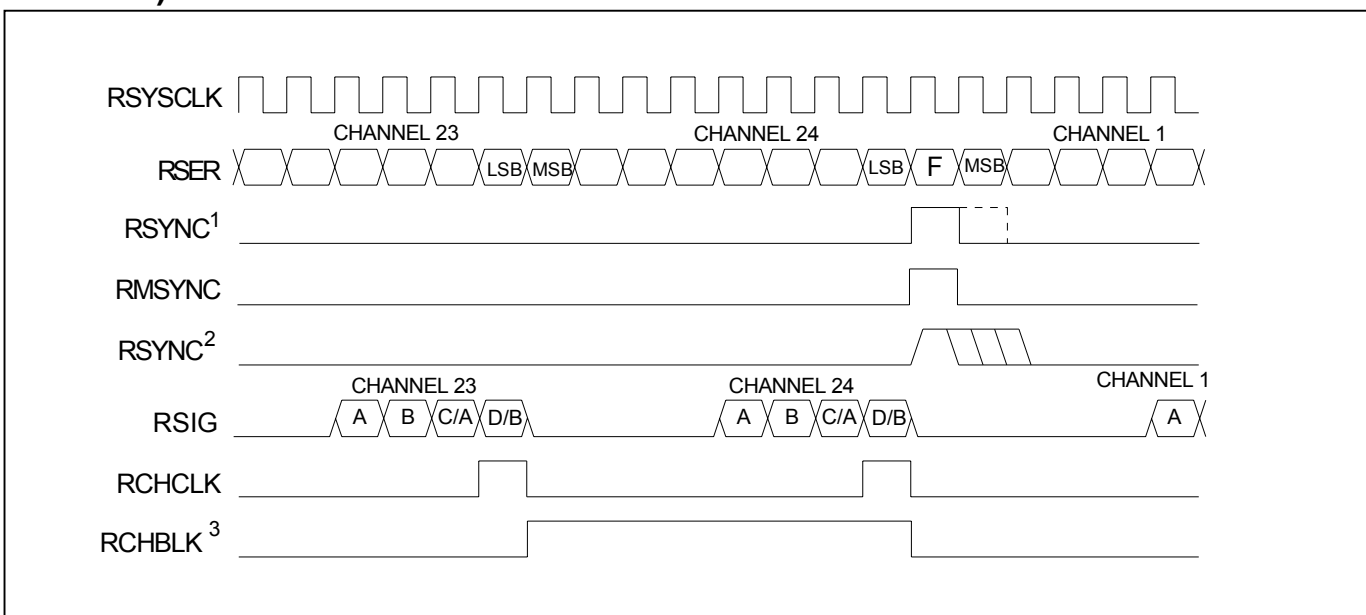 RSYSCLK
CHANNEL 23 CHANNEL 24 CHANNEL 1
RSER LSB MSB LSB F MSB
RSYNC1
RMSYNC
RSYNC2
CHANNEL 23 CHANNEL 24 CHANNEL 1
RSIG A B C/A D/B A B C/A D/B A
RCHCLK
RCHBLK 3